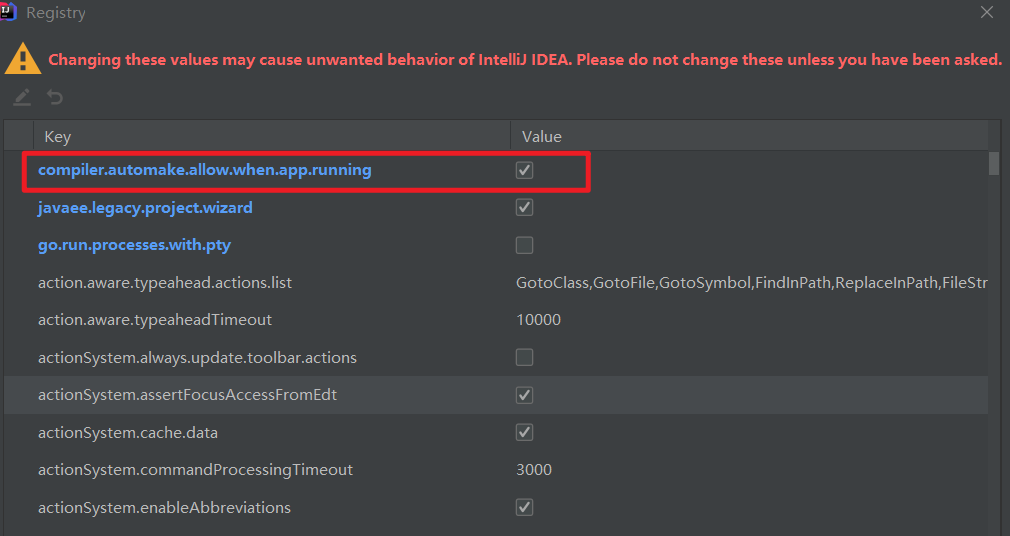 Registry
Changing these values may cause unwanted behavior of IntelliJ IDEA. Please do not change these unless you have been asked.
Key Value
compiler.automake.allow.when.app.running
javaee.legacy.project.wizard
go.run.processes.with.pty
action.aware.typeahead.actions.list GotoClass,GotoFile,GotoSymbol,FindInPath,ReplaceInPath,FileStr
action.aware.typeaheadTimeout 10000
actionSystem.always.update.toolbar.actions
actionSystem.assertFocusAccessFromEdt
actionSystem.cache.data
actionSystem.commandProcessingTimeout 3000
actionSystem.enableAbbreviations